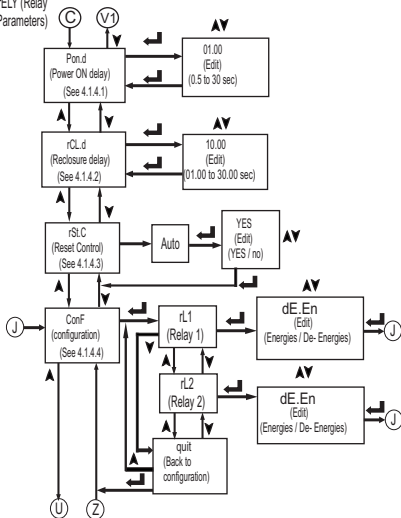 RELY (Relay
Parameters)
C
V1
Pon.d
(Power ON delay)
(See 4.1.4.1)
01.00
(Edit)
(0.5 to 30 sec)
rCL.d
(Reclosure delay)
(See 4.1.4.2)
10.00
(Edit)
(01.00 to 30.00 sec)
rSt.C
(Reset Control)
(See 4.1.4.3)
Auto
YES
(Edit)
(YES / no)
J
ConF
(configuration)
(See 4.1.4.4)
rL1
(Relay 1)
dE.En
(Edit)
(Energies / De- Energies)
J
rL2
(Relay 2)
dE.En
(Edit)
(Energies / De- Energies)
J
quit
(Back to
configuration)
U
Z